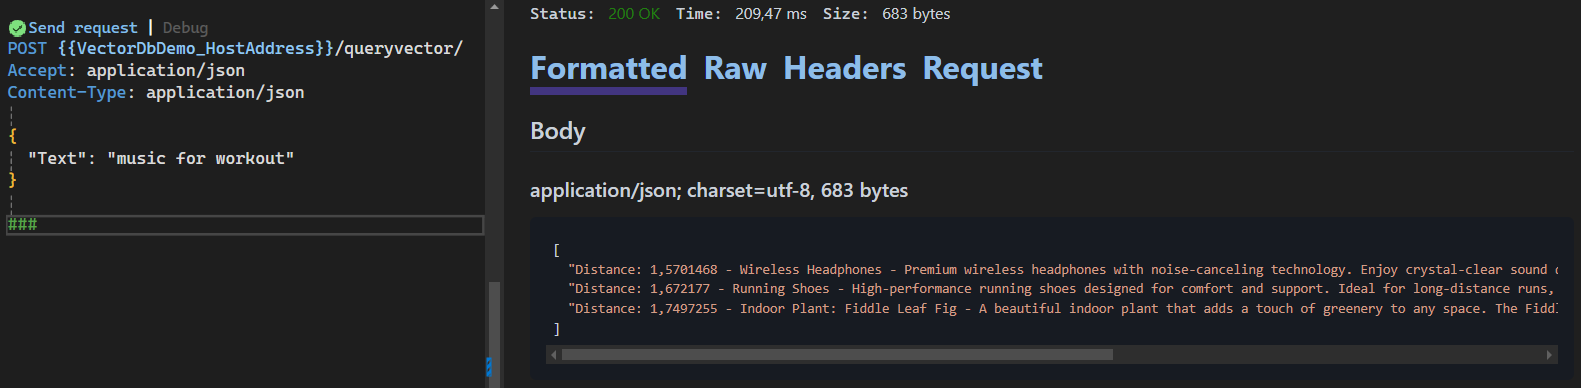 Send request | Debug
POST {{VectorDbDemo_HostAddress}}/queryvector/
Accept: application/json
Content-Type: application/json
{
"Text": "music for workout"
}
###
Status: 200 OK Time: 209,47 ms Size: 683 bytes
Formatted Raw Headers Request
Body
application/json; charset=utf-8, 683 bytes
[
"Distance: 1,5701468 - Wireless Headphones - Premium wireless headphones with noise-canceling technology. Enjoy crystal-clear sound
"Distance: 1,672177 - Running Shoes - High-performance running shoes designed for comfort and support. Ideal for long-distance runs,
"Distance: 1,7497255 - Indoor Plant: Fiddle Leaf Fig - A beautiful indoor plant that adds a touch of greenery to any space. The
]